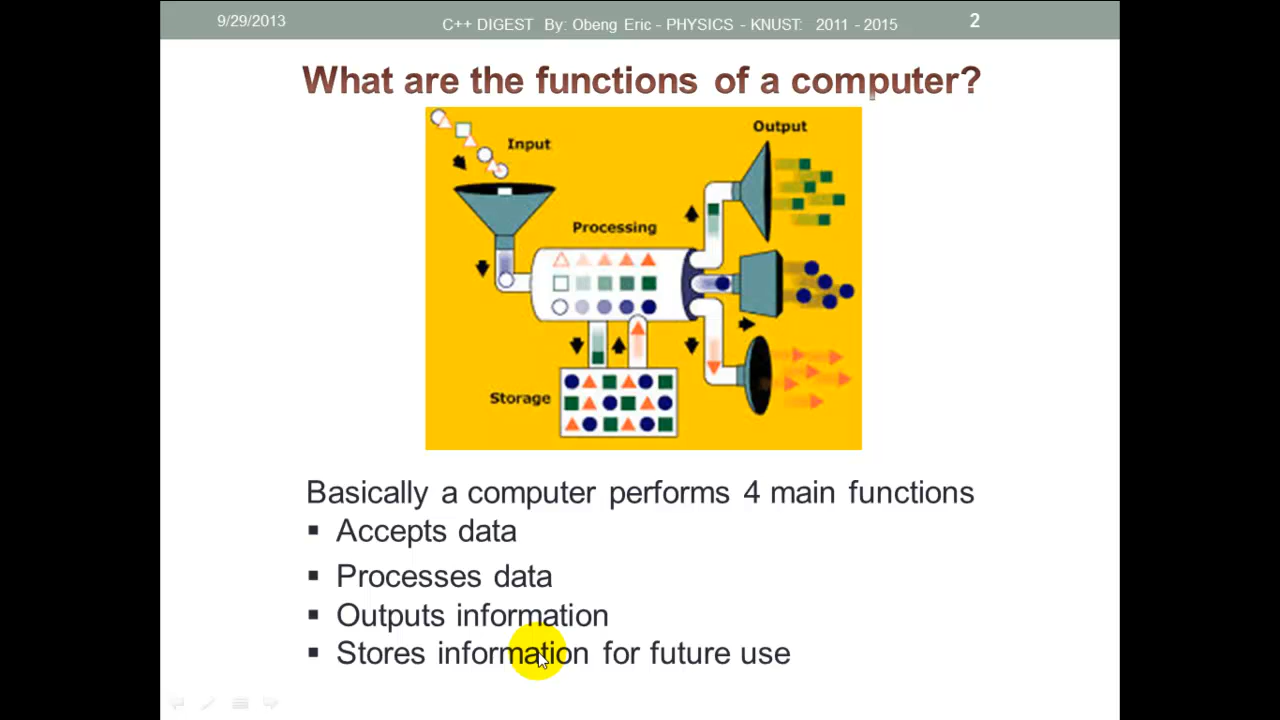 9/29/2013
C++ DIGEST By: Obeng Eric - PHYSICS - KNUST: 2011 - 2015
2
What are the functions of a computer?
Input
Output
Processing
Storage
Basically a computer performs 4 main functions
▪ Accepts data
▪ Processes data
▪ Outputs information
▪ Stores information for future use